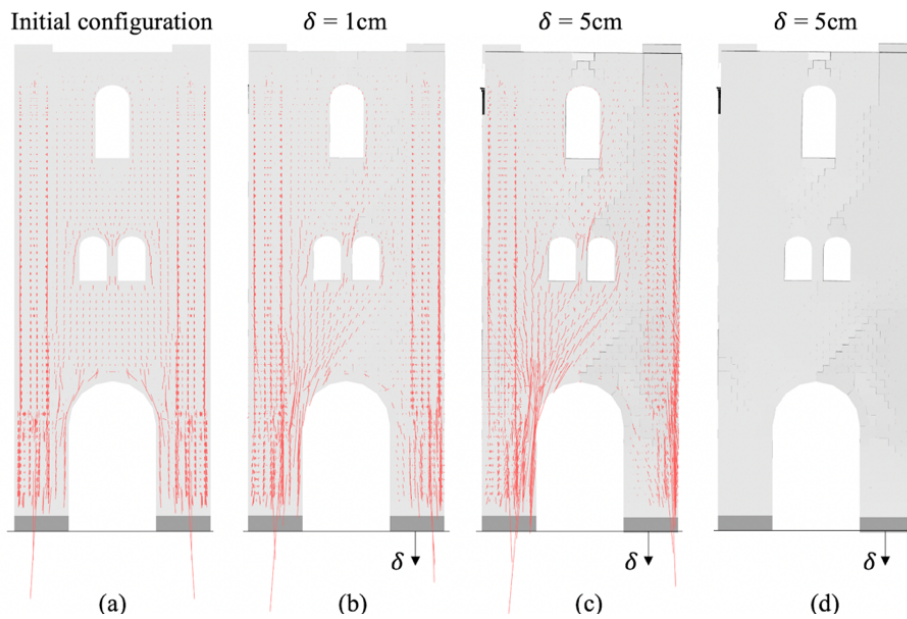 Initial configuration
δ = 1cm
δ = 5cm
δ = 5cm
δ
δ
δ
(a)
(b)
(c)
(d)